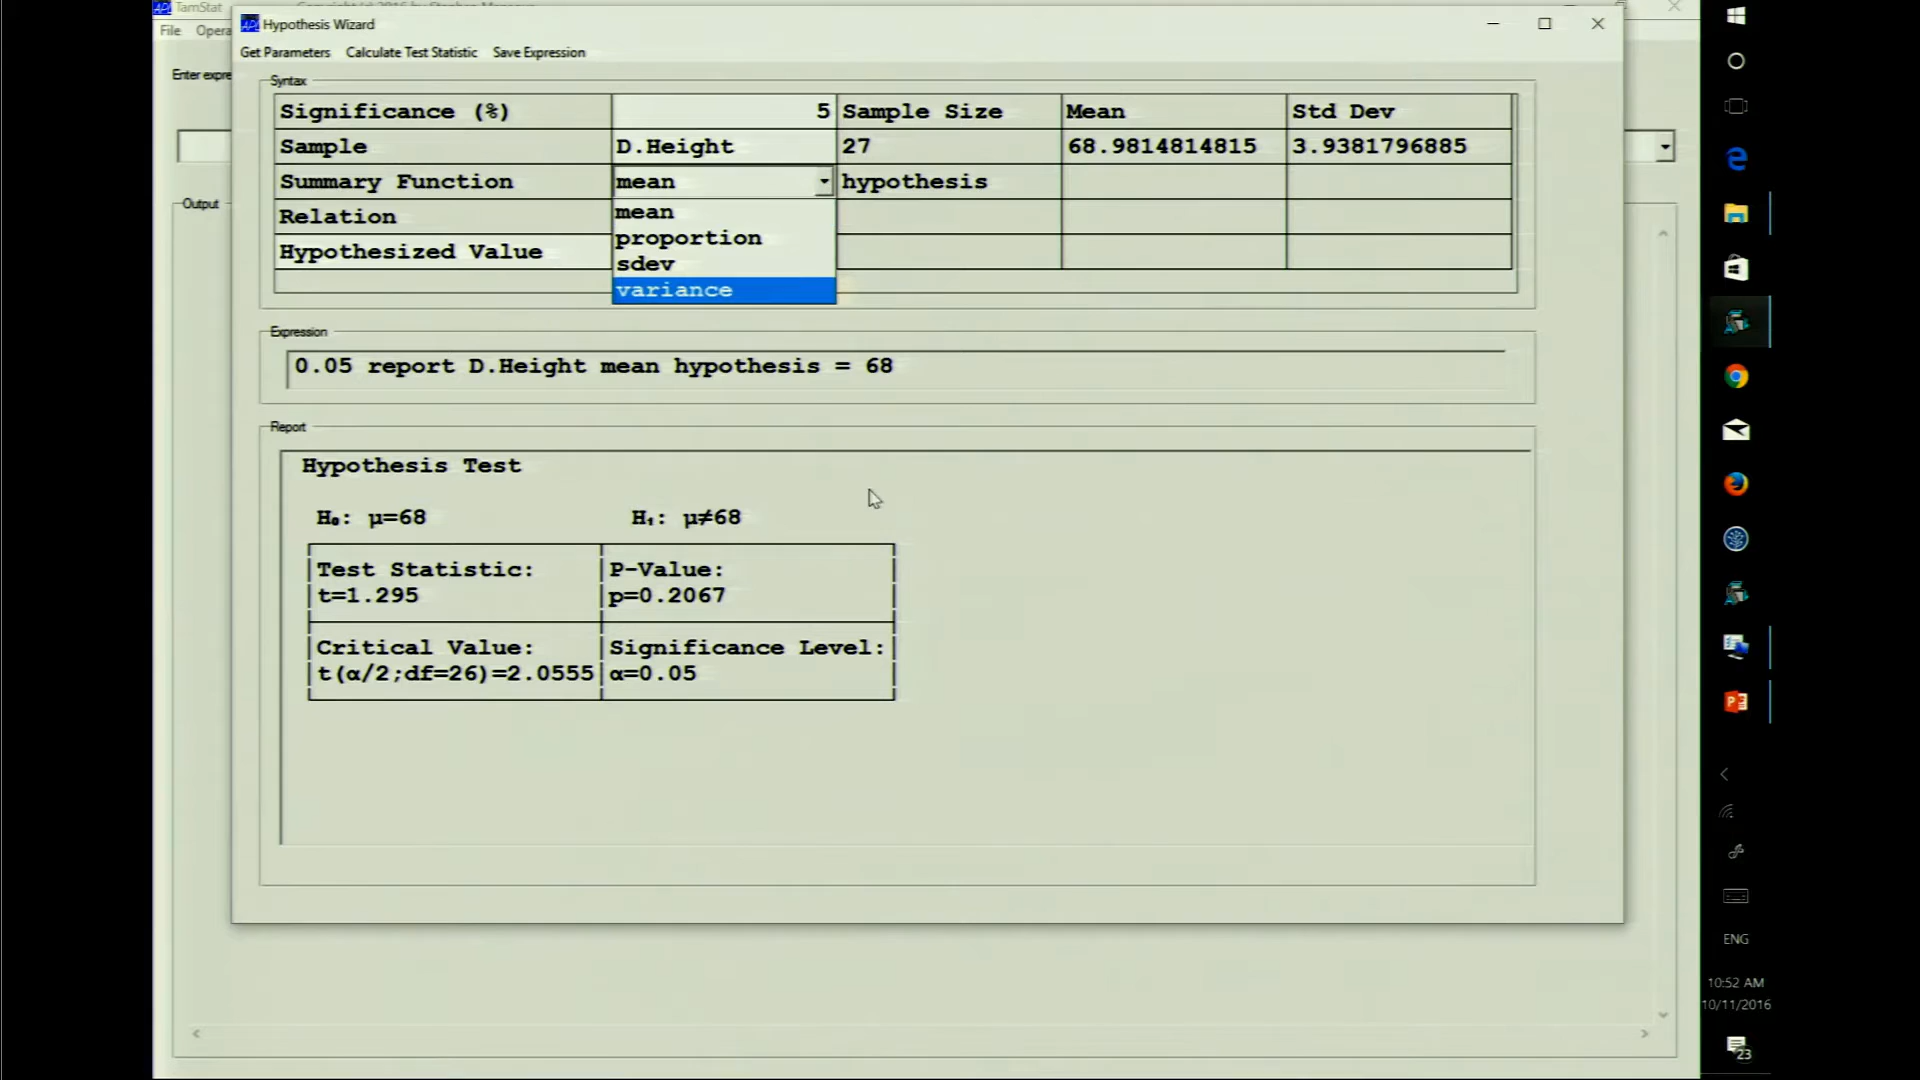 TamStat
Hypothesis Wizard
File Opera
Get Parameters Calculate Test Statistic Save Expression
Enter expre
Syntax
Significance (%) 5 Sample Size Mean Std Dev
Sample D.Height 27 68.9814814815 3.9381796885
Summary Function mean hypothesis
mean
Relation
proportion
Hypothesized Value
sdev
variance
Output
Expression
0.05 report D.Height mean hypothesis = 68
Report
Hypothesis Test
H₀: μ=68 H₁: μ≠68
Test Statistic: P-Value:
t=1.295 p=0.2067
Critical Value: Significance Level:
t(α/2;df=26)=2.0555 α=0.05
ENG
10:52 AM
10/11/2016
23